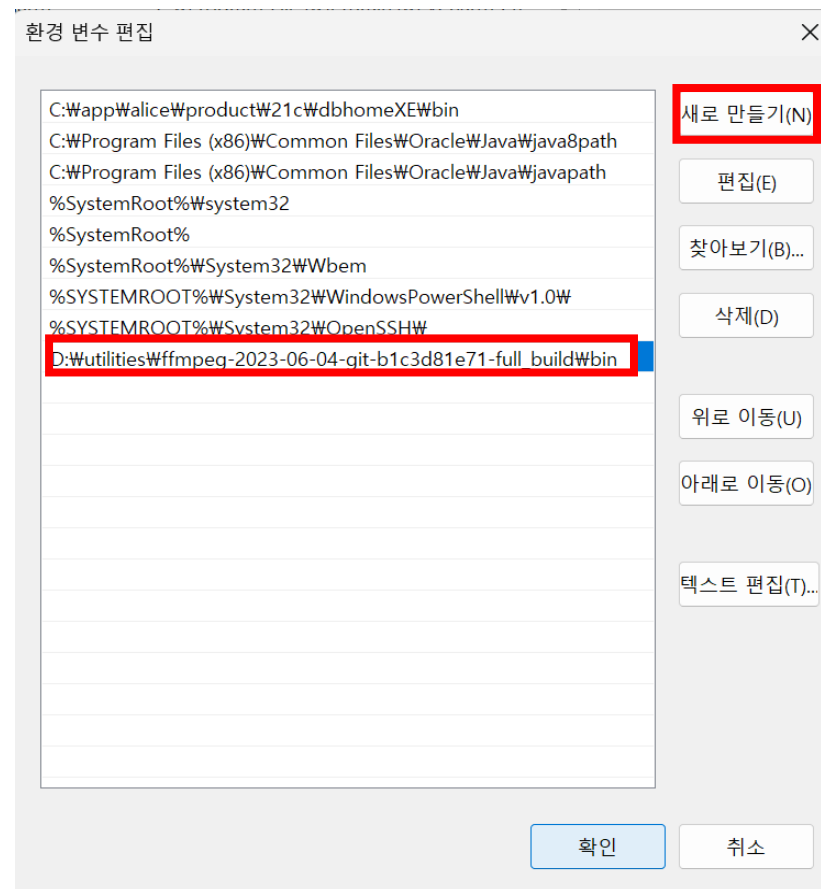 환경 변수 편집
C:₩app₩alice₩product₩21c₩dbhomeXE₩bin
C:₩Program Files (x86)₩Common Files₩Oracle₩Java₩java8path
C:₩Program Files (x86)₩Common Files₩Oracle₩Java₩javapath
%SystemRoot%₩system32
%SystemRoot%
%SystemRoot%₩System32₩Wbem
%SYSTEMROOT%₩System32₩WindowsPowerShell₩v1.0₩
%SYSTEMROOT%₩System32₩OpenSSH₩
D:₩utilities₩ffmpeg-2023-06-04-git-b1c3d81e71-full_build₩bin
새로 만들기(N)
편집(E)
찾아보기(B)...
삭제(D)
위로 이동(U)
아래로 이동(O)
텍스트 편집(T)...
확인
취소